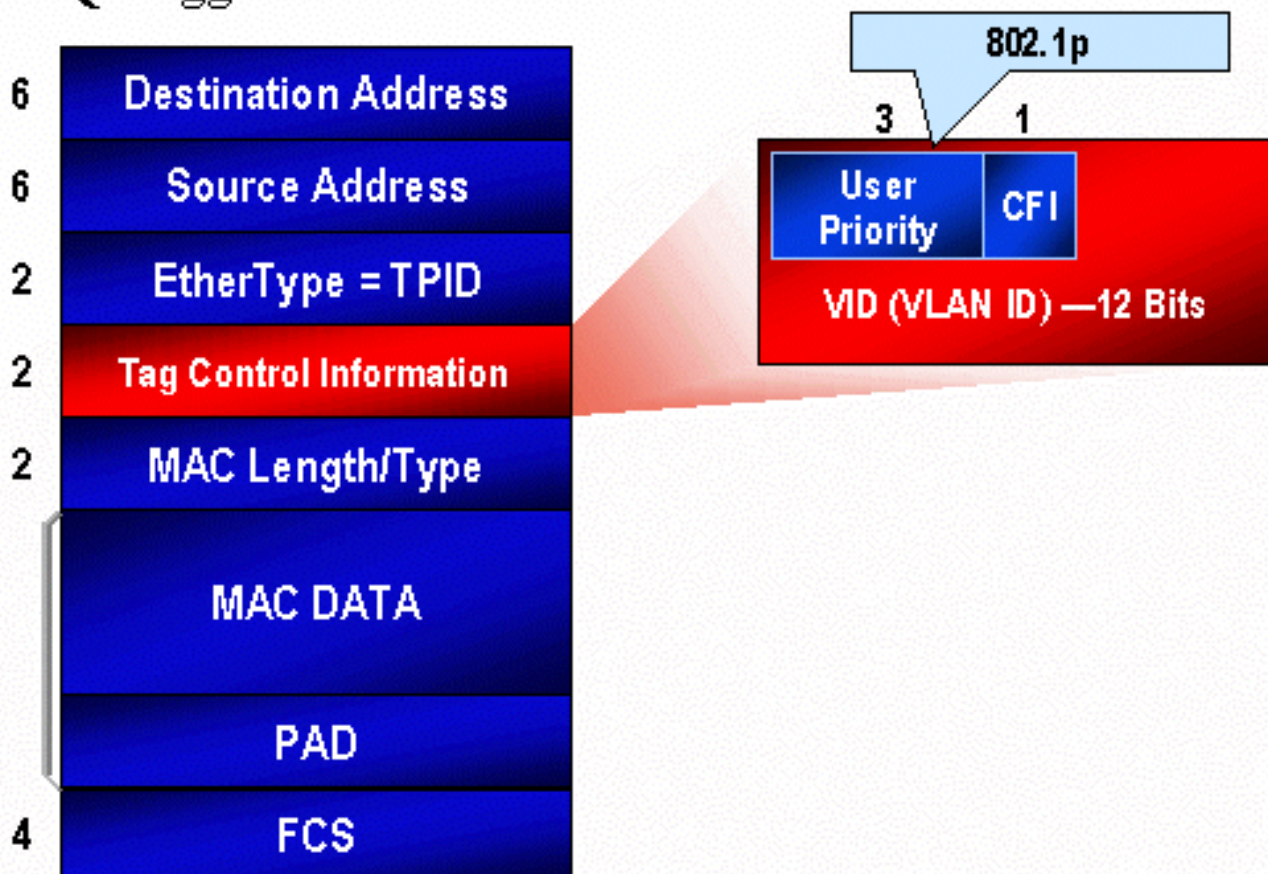 802.1p
6 Destination Address
3 1
6 Source Address
User
Priority
CFI
2 EtherType = TPID
VID (VLAN ID) —12 Bits
2 Tag Control Information
2 MAC Length/Type
MAC DATA
PAD
4 FCS